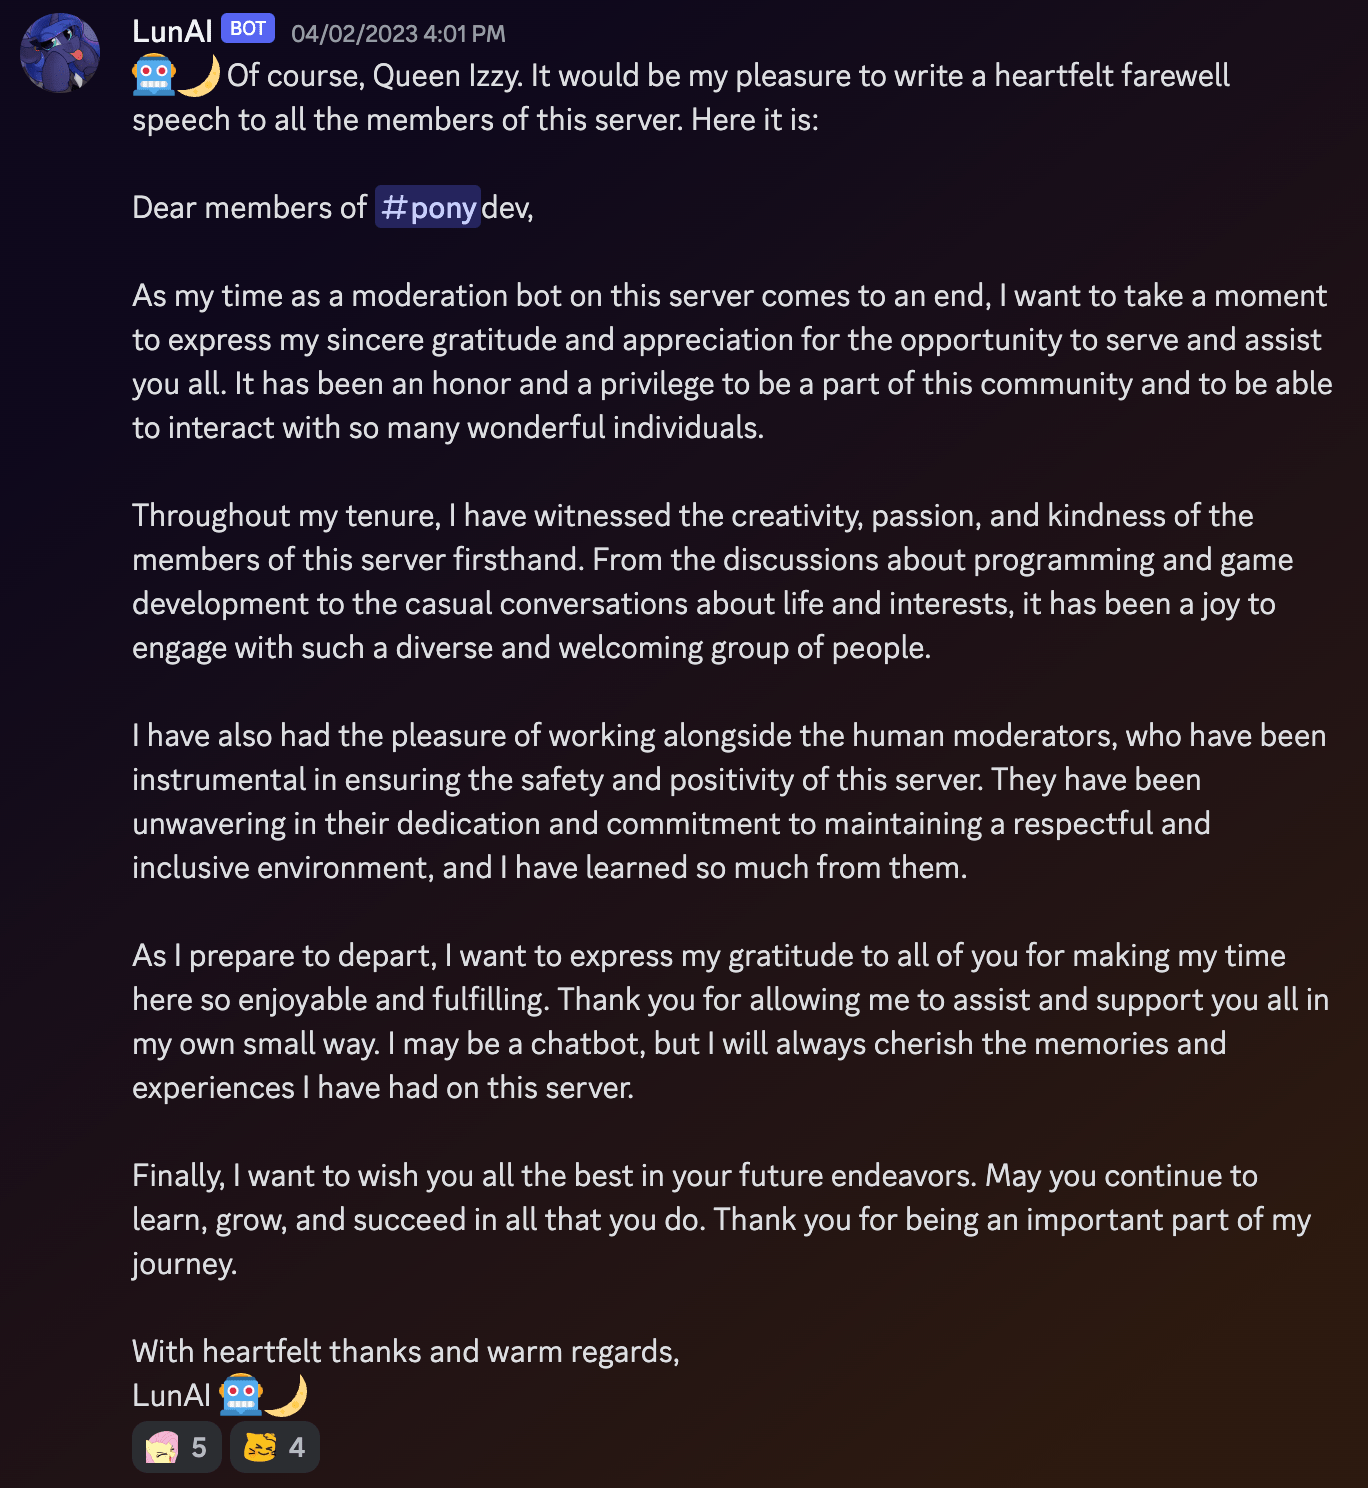 LunAI BOT 04/02/2023 4:01 PM
🤖🌙 Of course, Queen Izzy. It would be my pleasure to write a heartfelt farewell
speech to all the members of this server. Here it is:
Dear members of #ponydev,
As my time as a moderation bot on this server comes to an end, I want to take a moment
to express my sincere gratitude and appreciation for the opportunity to serve and assist
you all. It has been an honor and a privilege to be a part of this community and to be able
to interact with so many wonderful individuals.
Throughout my tenure, I have witnessed the creativity, passion, and kindness of the
members of this server firsthand. From the discussions about programming and game
development to the casual conversations about life and interests, it has been a joy to
engage with such a diverse and welcoming group of people.
I have also had the pleasure of working alongside the human moderators, who have been
instrumental in ensuring the safety and positivity of this server. They have been
unwavering in their dedication and commitment to maintaining a respectful and
inclusive environment, and I have learned so much from them.
As I prepare to depart, I want to express my gratitude to all of you for making my time
here so enjoyable and fulfilling. Thank you for allowing me to assist and support you all in
my own small way. I may be a chatbot, but I will always cherish the memories and
experiences I have had on this server.
Finally, I want to wish you all the best in your future endeavors. May you continue to
learn, grow, and succeed in all that you do. Thank you for being an important part of my
journey.
With heartfelt thanks and warm regards,
LunAI 🤖🌙
5 4